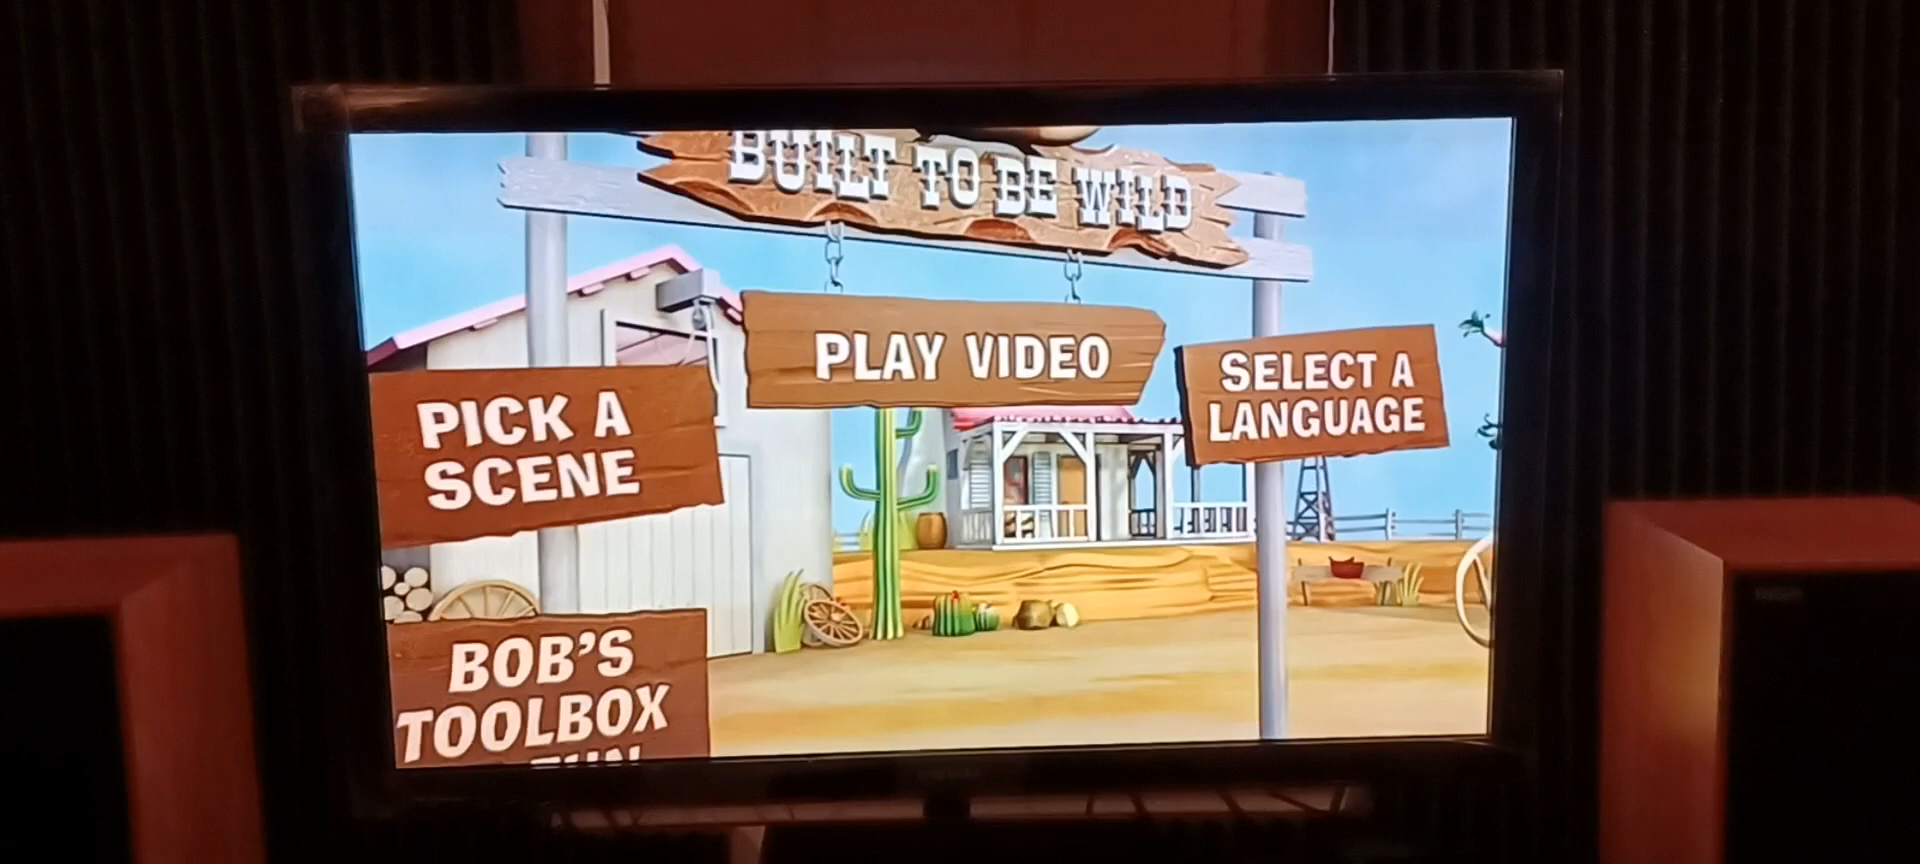 BUILT TO BE WILD
PLAY VIDEO
SELECT A
LANGUAGE
PICK A
SCENE
BOB'S
TOOLBOX